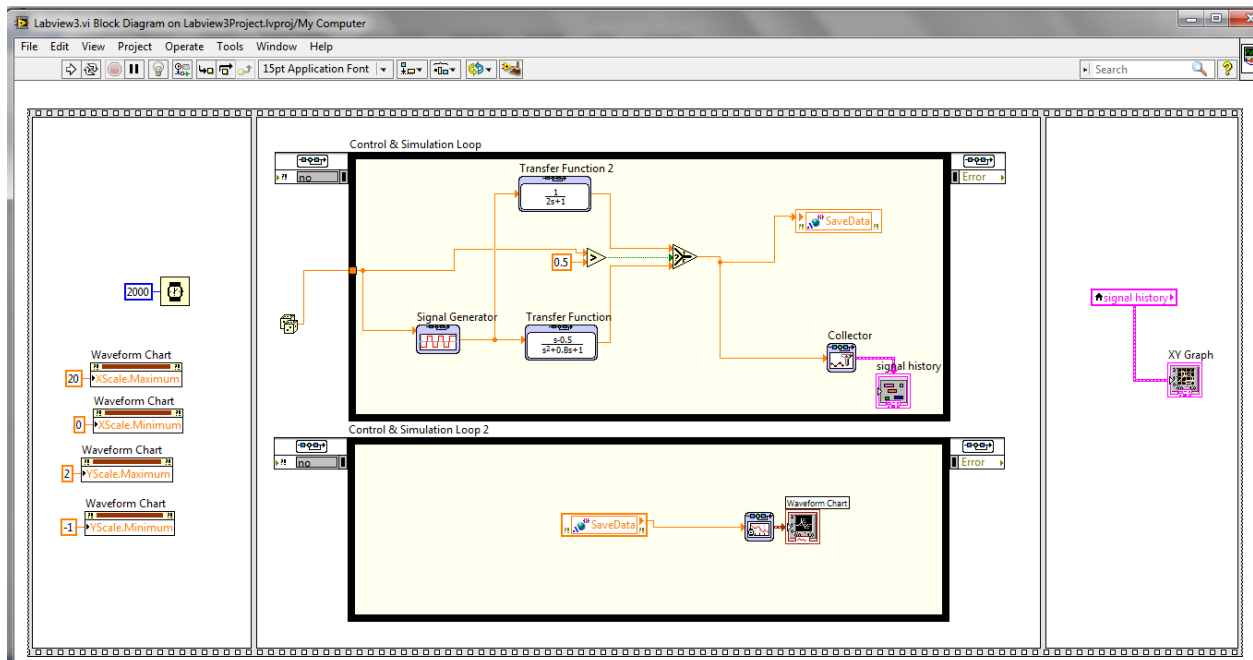 Labview3.vi Block Diagram on Labview3Project.lvproj/My Computer
File Edit View Project Operate Tools Window Help
15pt Application Font
Search
2000
Waveform Chart
20
XScale.Maximum
Waveform Chart
0
XScale.Minimum
Waveform Chart
2
YScale.Maximum
Waveform Chart
-1
YScale.Minimum
Control & Simulation Loop
no
Error
Transfer Function 2
1
2s+1
SaveData
0.5
>
?
Signal Generator
Transfer Function
s-0.5
s²+0.8s+1
Collector
signal history
Control & Simulation Loop 2
no
Error
SaveData
Waveform Chart
signal history
XY Graph